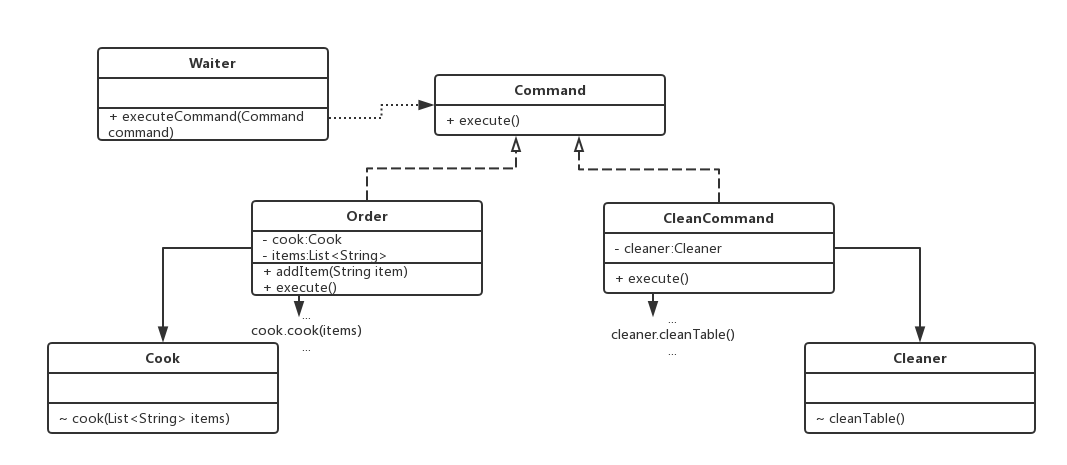 Waiter
+ executeCommand(Command
command)
Command
+ execute()
Order
- cook:Cook
- items:List<String>
+ addItem(String item)
+ execute()
CleanCommand
- cleaner:Cleaner
+ execute()
...
cook.cook(items)
...
...
cleaner.cleanTable()
...
Cook
~ cook(List<String> items)
Cleaner
~ cleanTable()